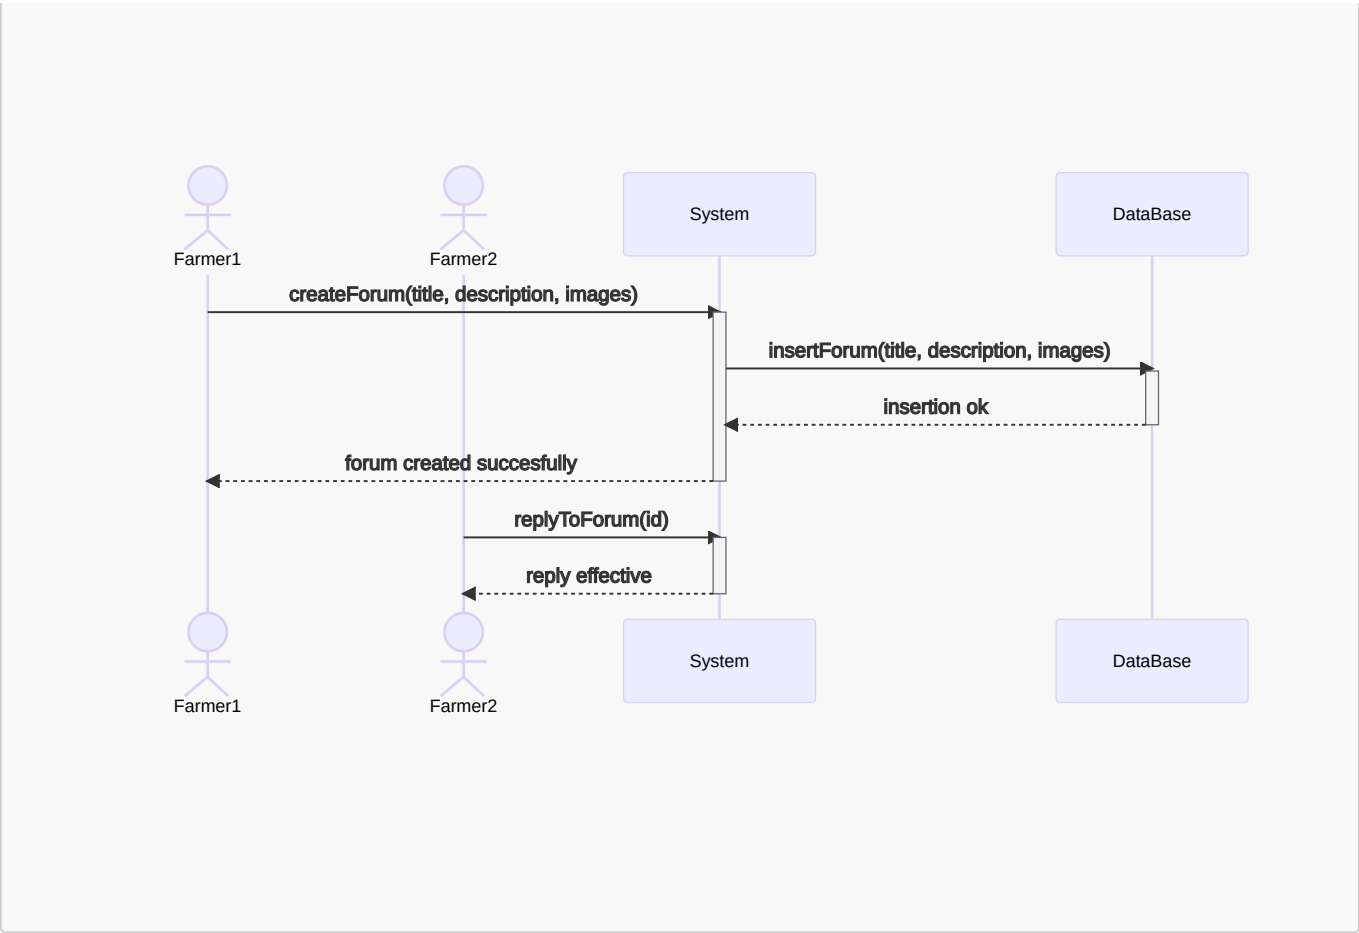 Farmer1
Farmer2
System
DataBase
createForum(title, description, images)
insertForum(title, description, images)
insertion ok
forum created succesfully
replyToForum(id)
reply effective
Farmer1
Farmer2
System
DataBase